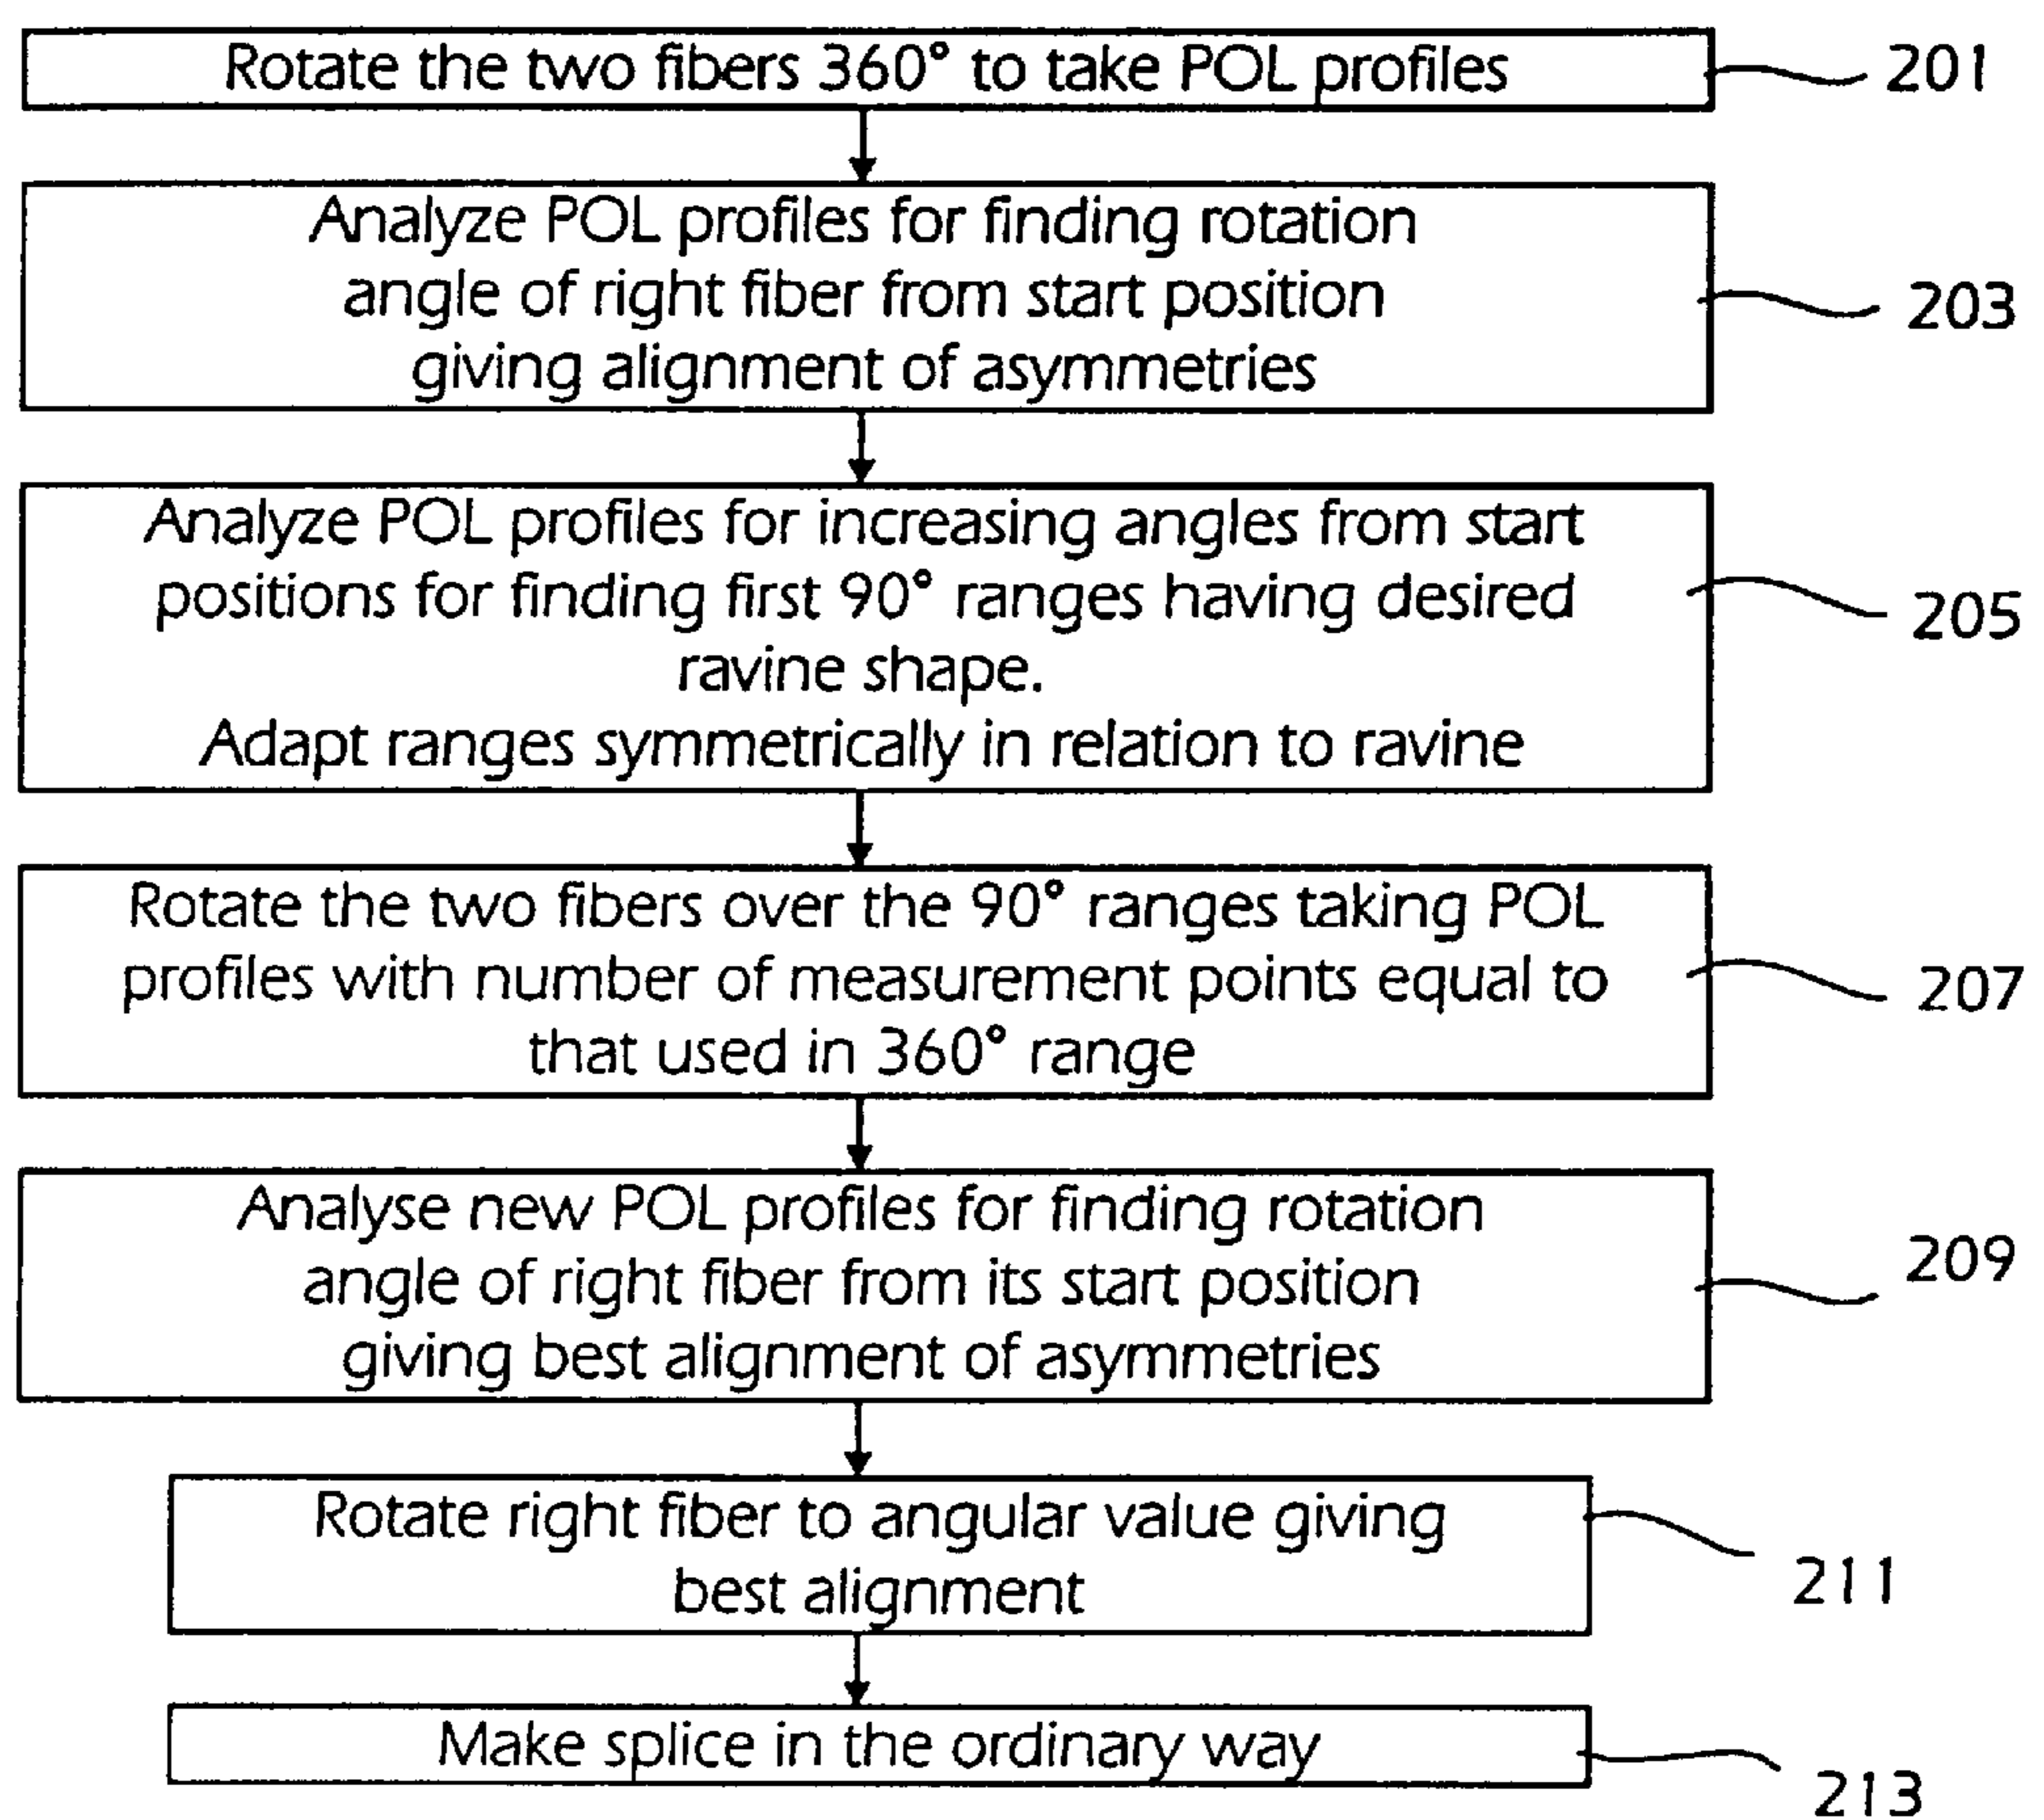 Rotate the two fibers 360° to take POL profiles
201
Analyze POL profiles for finding rotation
angle of right fiber from start position
giving alignment of asymmetries
203
Analyze POL profiles for increasing angles from start
positions for finding first 90° ranges having desired
ravine shape.
Adapt ranges symmetrically in relation to ravine
205
Rotate the two fibers over the 90° ranges taking POL
profiles with number of measurement points equal to
that used in 360° range
207
Analyse new POL profiles for finding rotation
angle of right fiber from its start position
giving best alignment of asymmetries
209
Rotate right fiber to angular value giving
best alignment
211
Make splice in the ordinary way
213